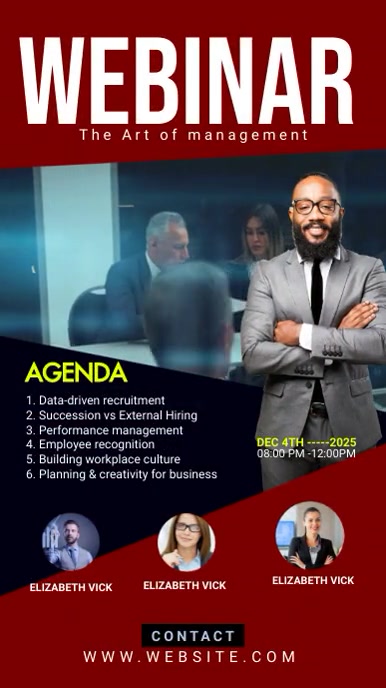 WEBINAR
The Art of management
AGENDA
1. Data-driven recruitment
2. Succession vs External Hiring
3. Performance management
4. Employee recognition
5. Building workplace culture
6. Planning & creativity for business
DEC 4TH -----2025
08:00 PM -12:00PM
ELIZABETH VICK
ELIZABETH VICK
ELIZABETH VICK
CONTACT
WWW.WEBSITE.COM